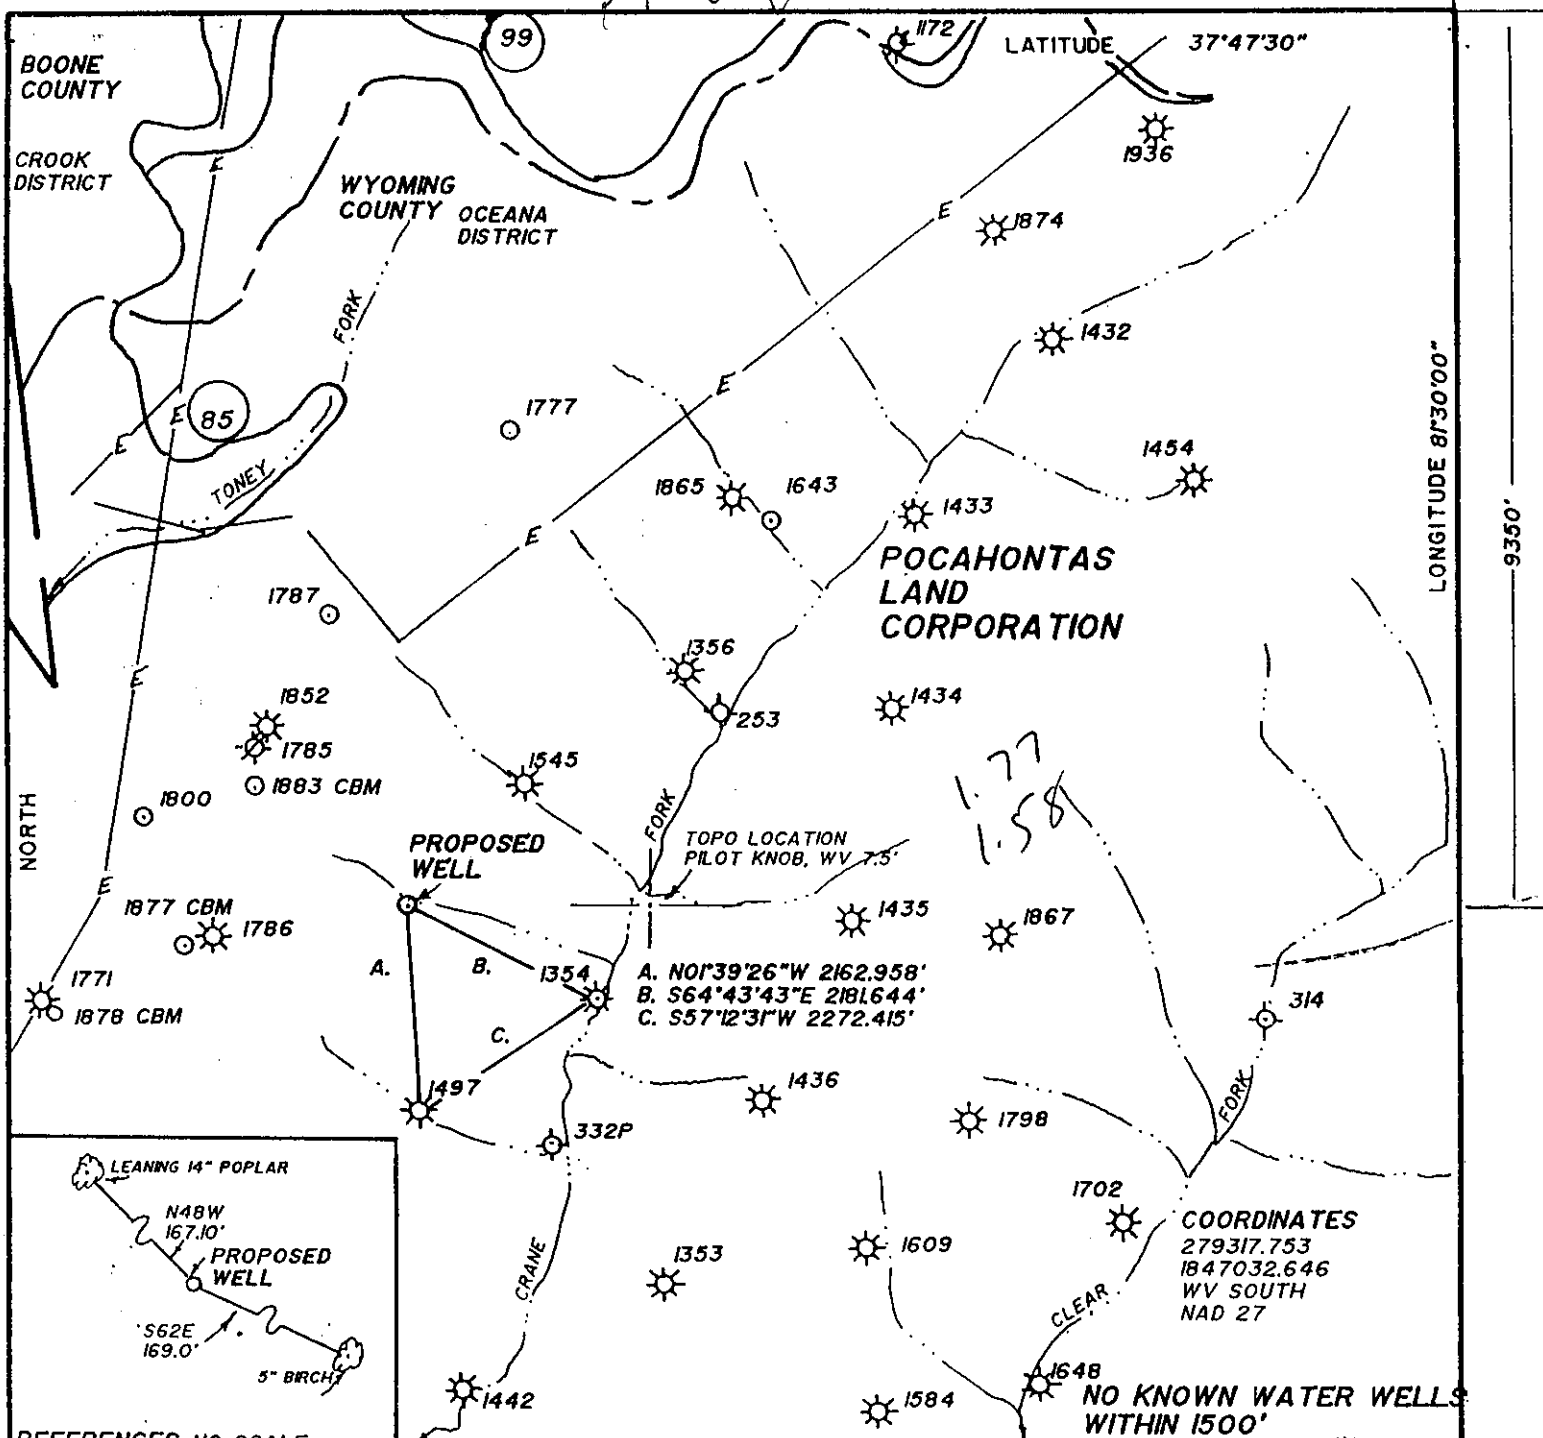 99
1172
LATITUDE 37°47'30"
BOONE
COUNTY
CROOK
DISTRICT
WYOMING
COUNTY
OCEANA
DISTRICT
1936
E
E
1874
FORK
1432
E
LONGITUDE 81°30'00"
85
E
E
1777
TONEY
1454
1865
1643
1433
E
9350'
POCAHONTAS
LAND
CORPORATION
1787
1356
E
1852
253
1434
1785
1545
1.77
1.58
1883 CBM
1800
NORTH
FORK
PROPOSED
WELL
TOPO LOCATION
PILOT KNOB, WV 7.5'
E
1877 CBM
1786
1435
1867
A.
B.
1354
1771
1878 CBM
A. N01°39'26"W 2162.958'
B. S64°43'43"E 2181.644'
C. S57°12'31"W 2272.415'
314
C.
1497
1436
FORK
1798
332P
LEANING 14" POPLAR
N48W
167.10'
PROPOSED
WELL
S62E
169.0'
5" BIRCH
1702
COORDINATES
279317.753
1847032.646
WV SOUTH
NAD 27
1353
1609
CRANE
CLEAR
1442
1584
1648
NO KNOWN WATER WELLS
WITHIN 1500'
REFERENCES NO SCALE